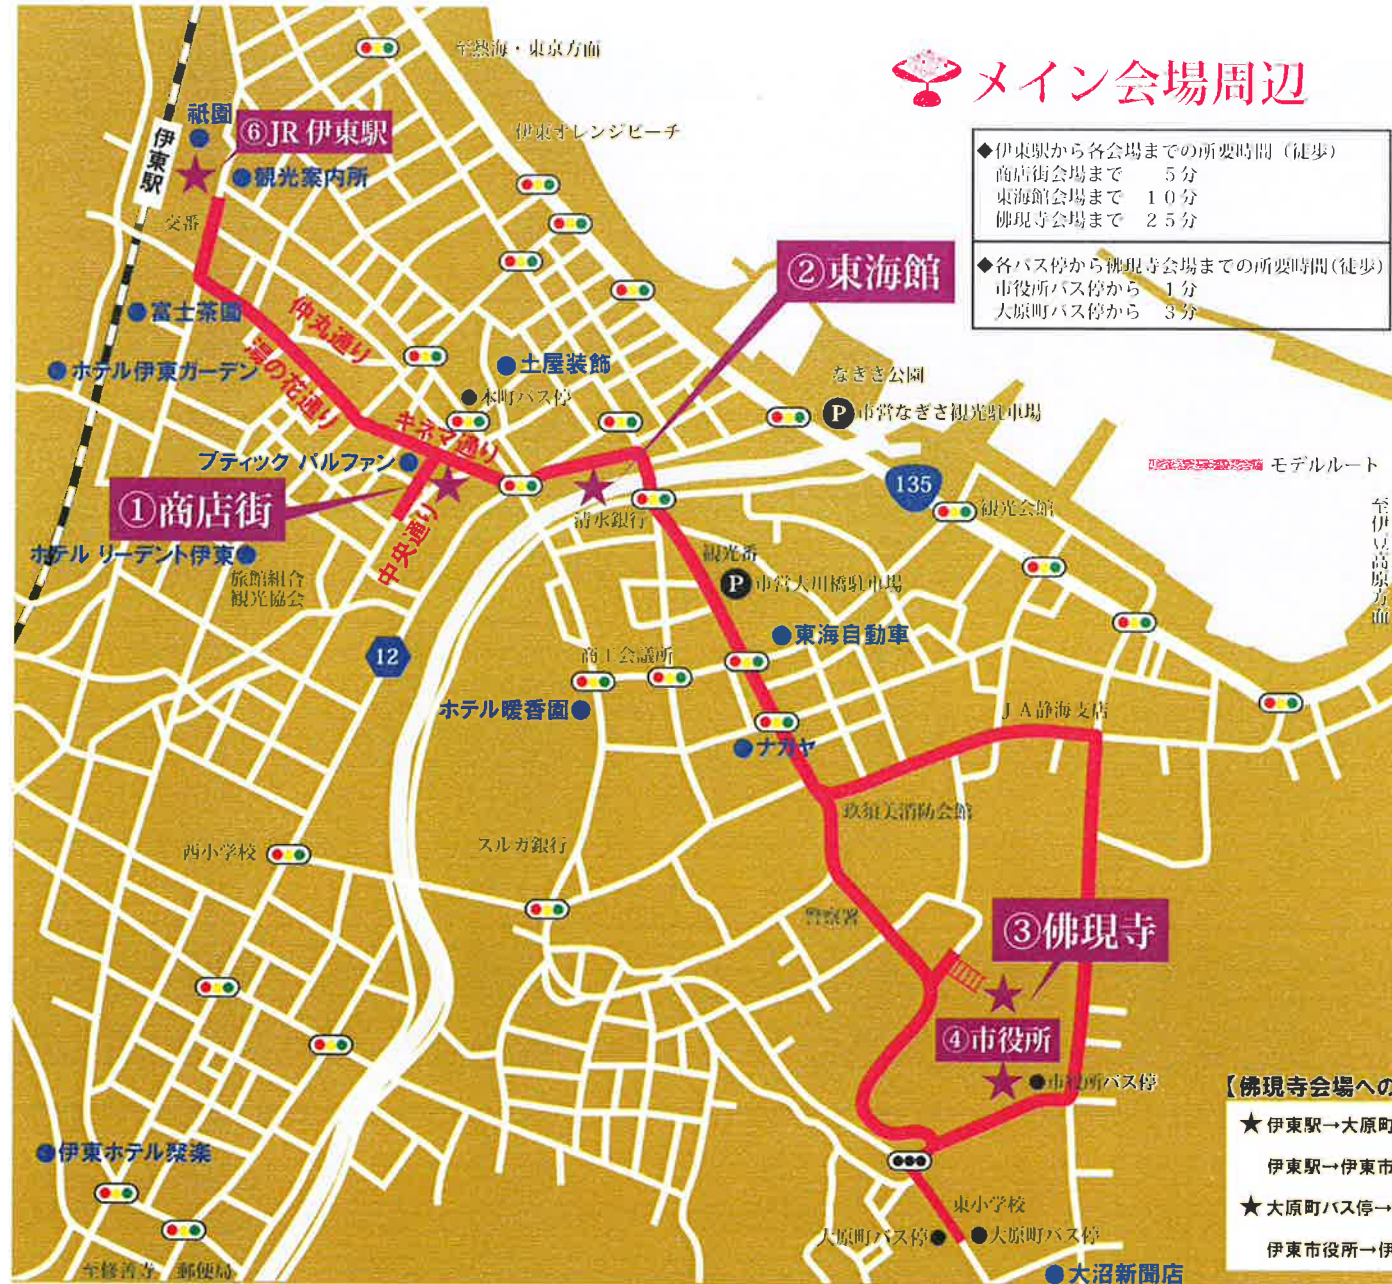 至熱海・東京方面
メイン会場周辺
祇園
⑥JR 伊東駅
伊東駅
観光案内所
伊東オレンジビーチ
◆伊東駅から各会場までの所要時間（徒歩）
商店街会場まで 5分
東海館会場まで 10分
佛現寺会場まで 25分
◆各バス停から佛現寺会場までの所要時間(徒歩)
市役所バス停から 1分
大原町バス停から 3分
交番
②東海館
富士茶園
仲丸通り
湯の花通り
ホテル伊東ガーデン
土屋装飾
本町バス停
なぎさ公園
P 市営なぎさ観光駐車場
キネマ通り
ブティック パルファン
モデルルート
①商店街
135
観光会館
清水銀行
至伊豆高原方面
中央通り
ホテル リーデント伊東
旅館組合
観光協会
観光番
P 市営大川橋駐車場
12
東海自動車
商工会議所
ホテル暖香園
JA静海支店
ナガヤ
玖須美消防会館
西小学校
スルガ銀行
警察署
③佛現寺
④市役所
市役所バス停
【佛現寺会場への
★伊東駅→大原町
伊東駅→伊東市
★大原町バス停→
伊東市役所→伊
伊東ホテル聚楽
東小学校
大原町バス停
大原町バス停
至修善寺
郵便局
大沼新聞店